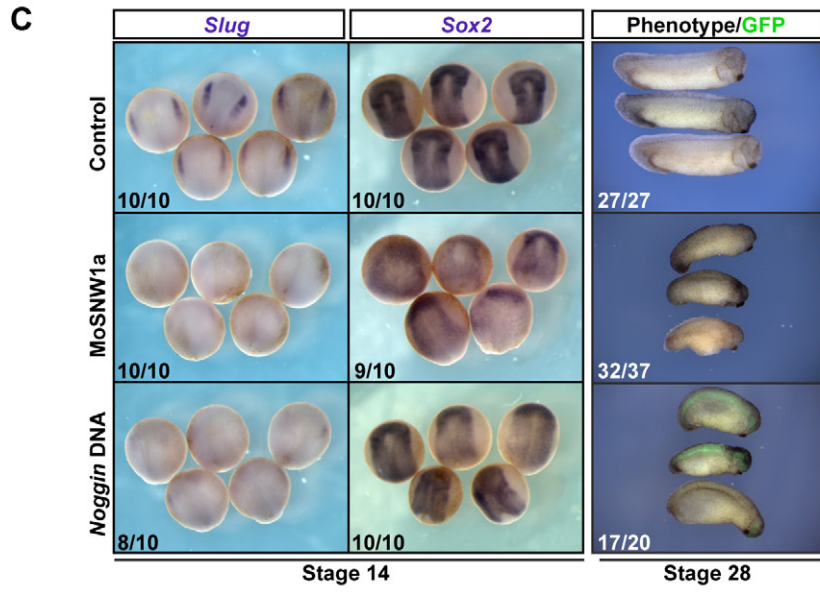 C
Slug
Sox2
Phenotype/GFP
Control
10/10
10/10
27/27
MoSNW1a
10/10
9/10
32/37
Noggin DNA
8/10
10/10
17/20
Stage 14
Stage 28